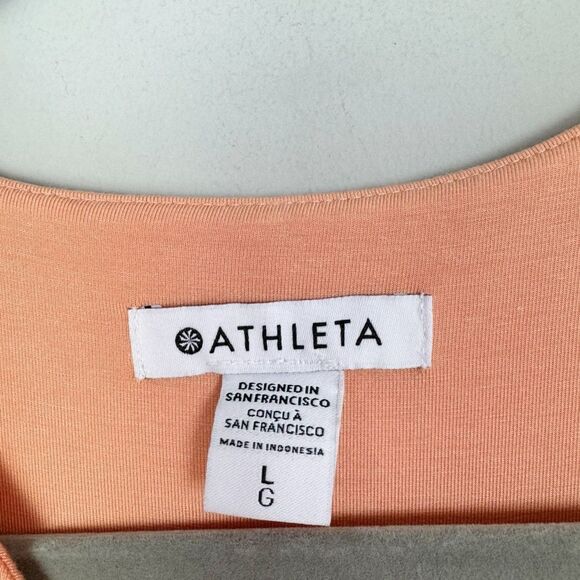 ATHLETA
DESIGNED IN
SAN FRANCISCO
CONÇU À
SAN FRANCISCO
MADE IN INDONESIA
L
G